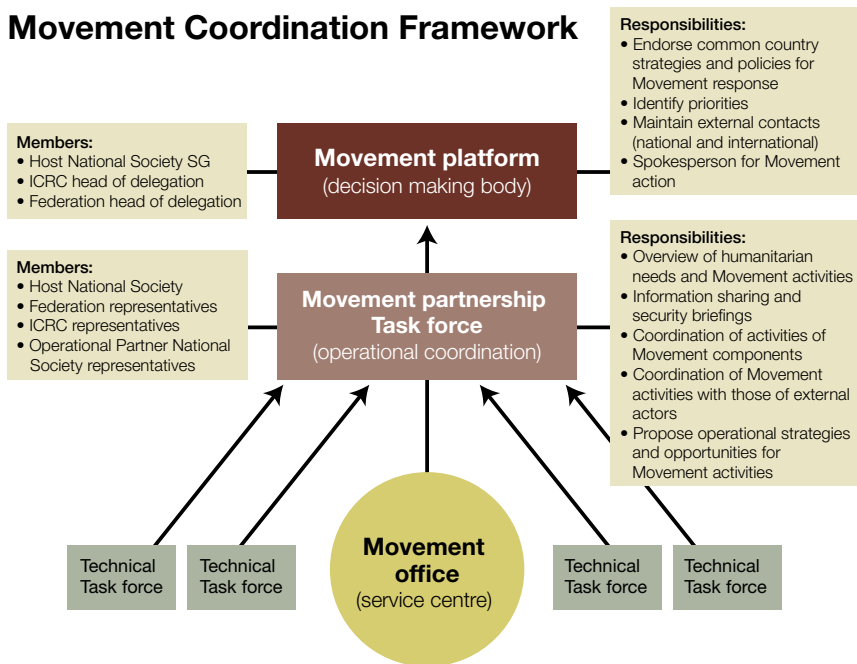 Movement Coordination Framework
Responsibilities:
• Endorse common country
strategies and policies for
Movement response
• Identify priorities
• Maintain external contacts
(national and international)
• Spokesperson for Movement
action
Members:
• Host National Society SG
• ICRC head of delegation
• Federation head of delegation
Movement platform
(decision making body)
Members:
• Host National Society
• Federation representatives
• ICRC representatives
• Operational Partner National
Society representatives
Movement partnership
Task force
(operational coordination)
Responsibilities:
• Overview of humanitarian
needs and Movement activities
• Information sharing and
security briefings
• Coordination of activities of
Movement components
• Coordination of Movement
activities with those of external
actors
• Propose operational strategies
and opportunities for
Movement activities
Technical
Task force
Technical
Task force
Movement
office
(service centre)
Technical
Task force
Technical
Task force